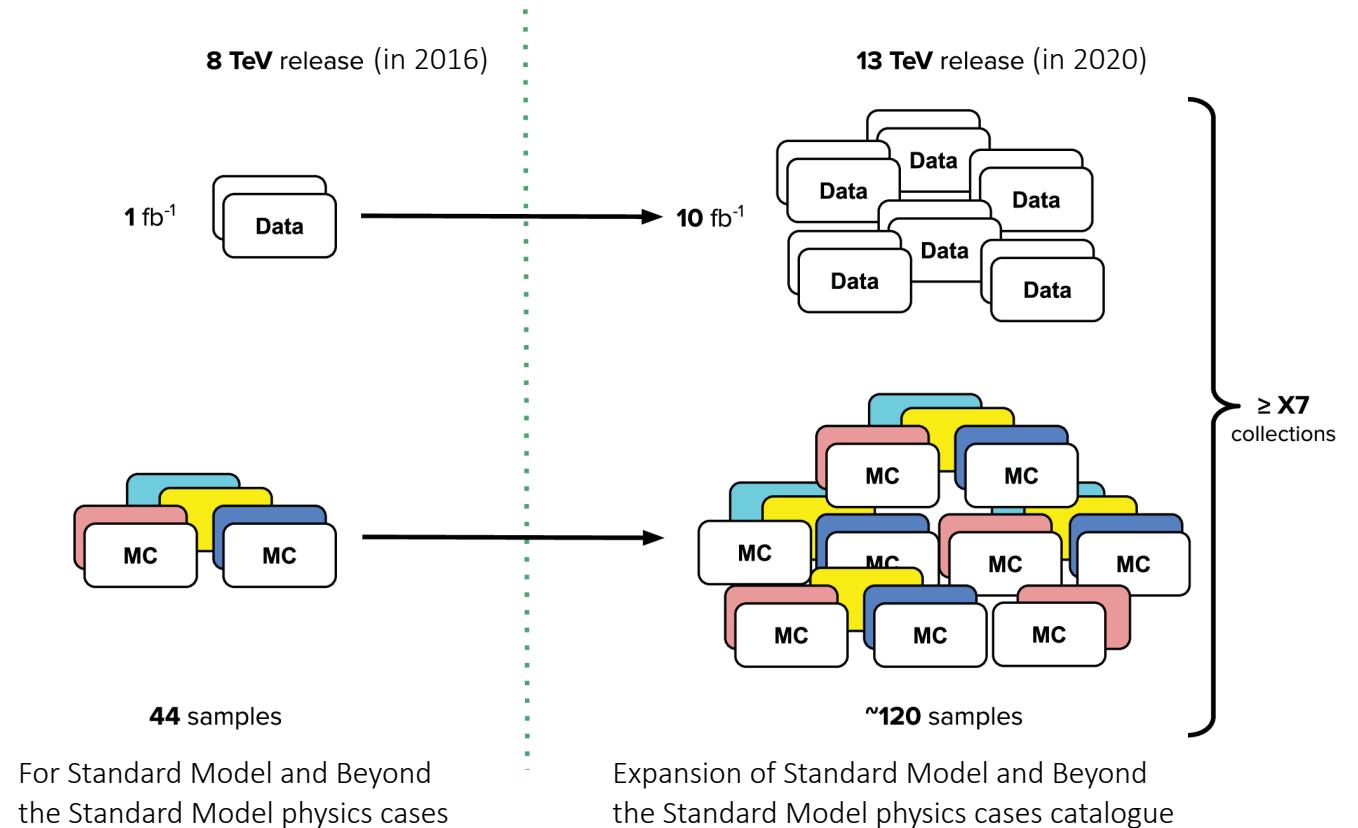 8 TeV release (in 2016)
13 TeV release (in 2020)
1 fb-1
Data
10 fb-1
Data
Data
Data
Data
Data
Data
≥ X7
collections
MC
MC
MC
MC
MC
MC
MC
MC
MC
MC
MC
44 samples
~120 samples
For Standard Model and Beyond
the Standard Model physics cases
Expansion of Standard Model and Beyond
the Standard Model physics cases catalogue